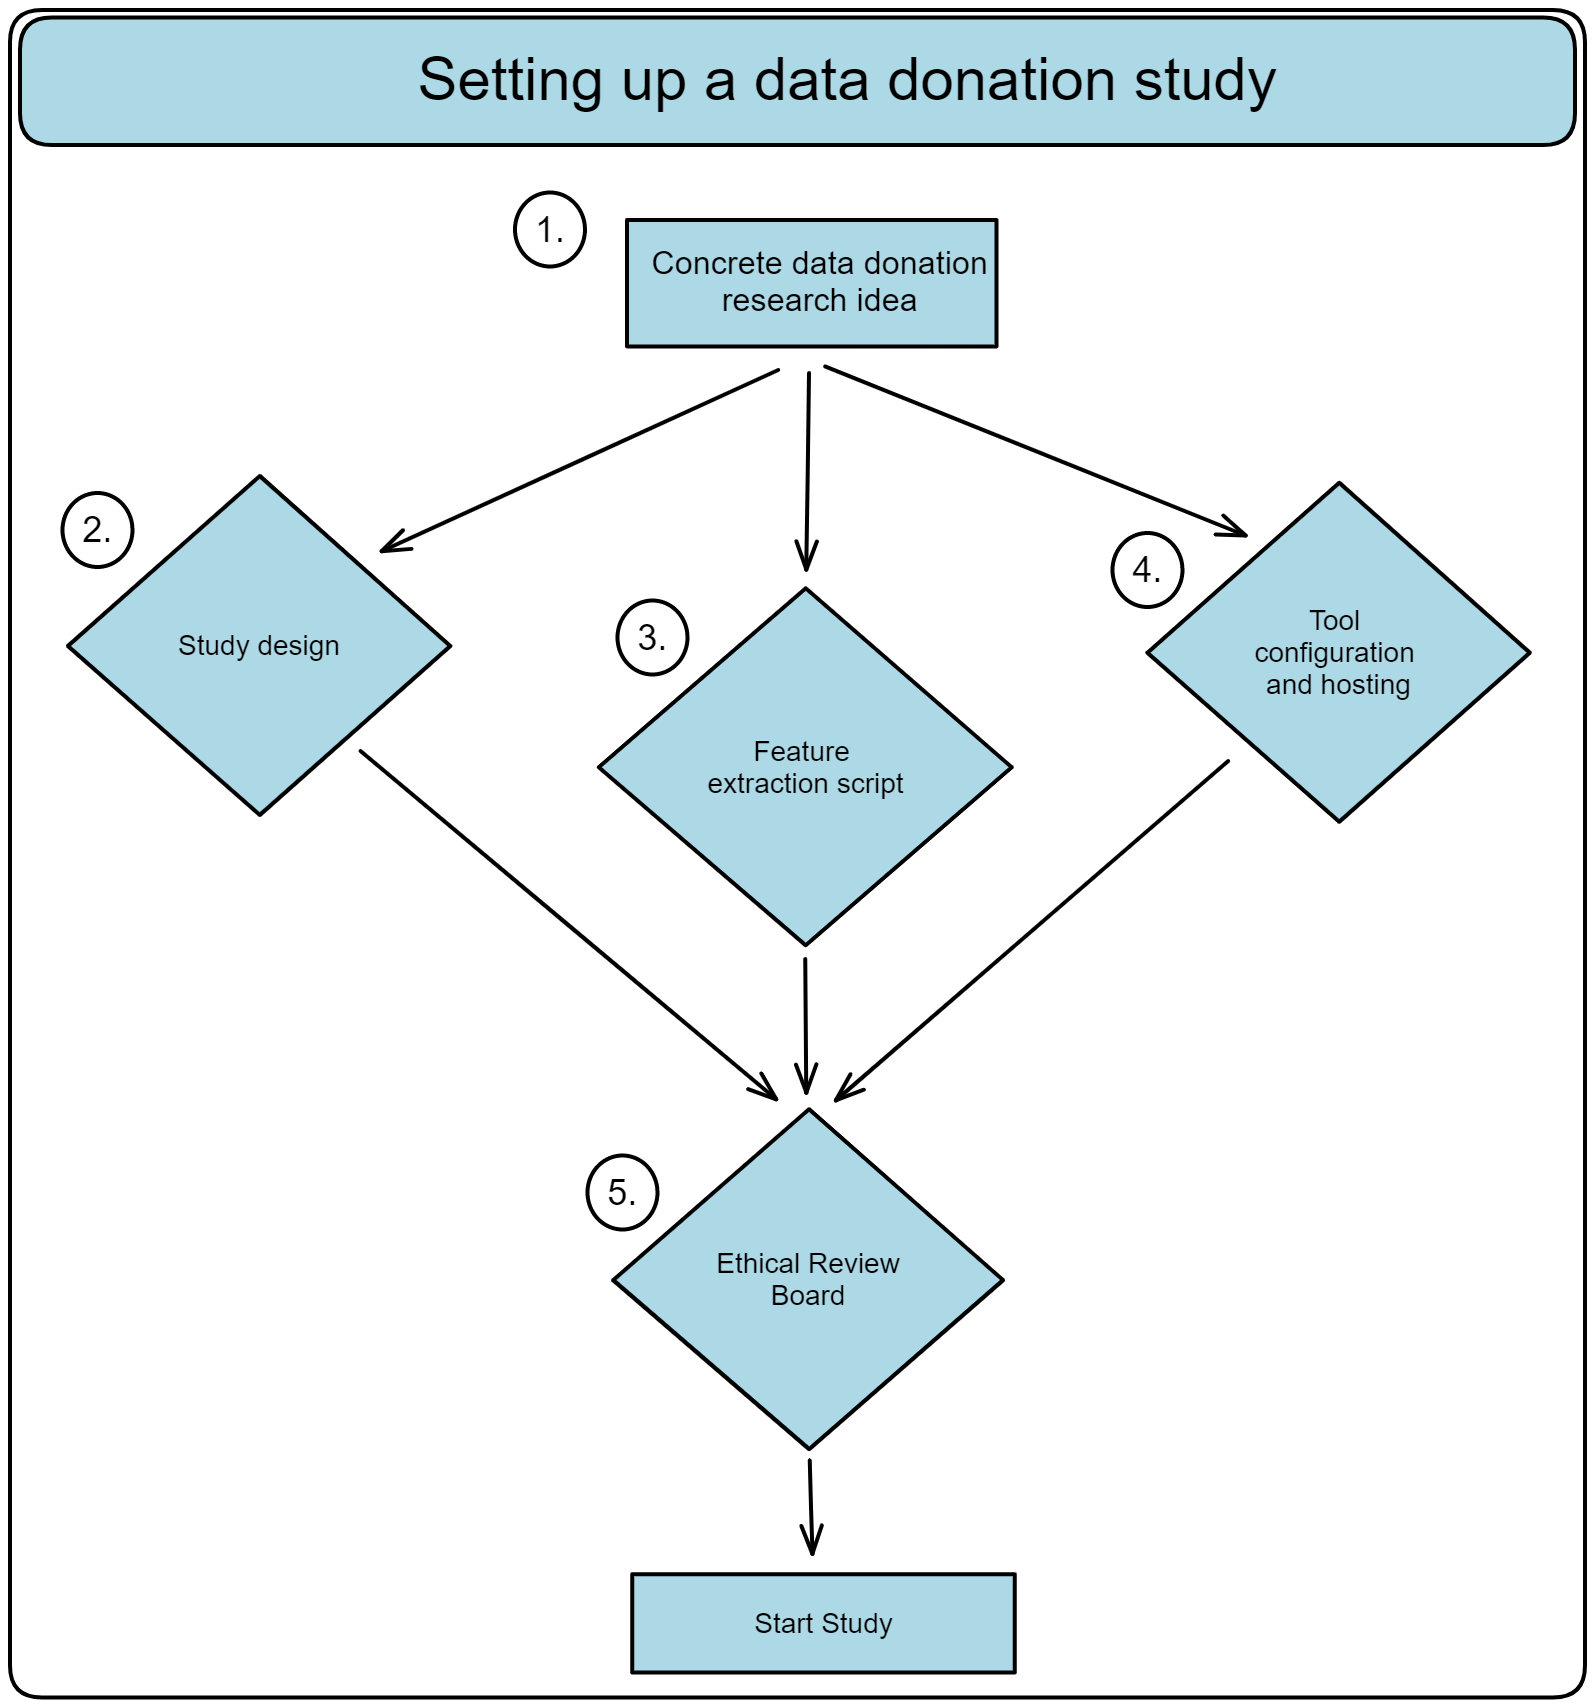 Setting up a data donation study
1.
Concrete data donation
research idea
2.
Study design
3.
Feature
extraction script
4.
Tool
configuration
and hosting
5.
Ethical Review
Board
Start Study